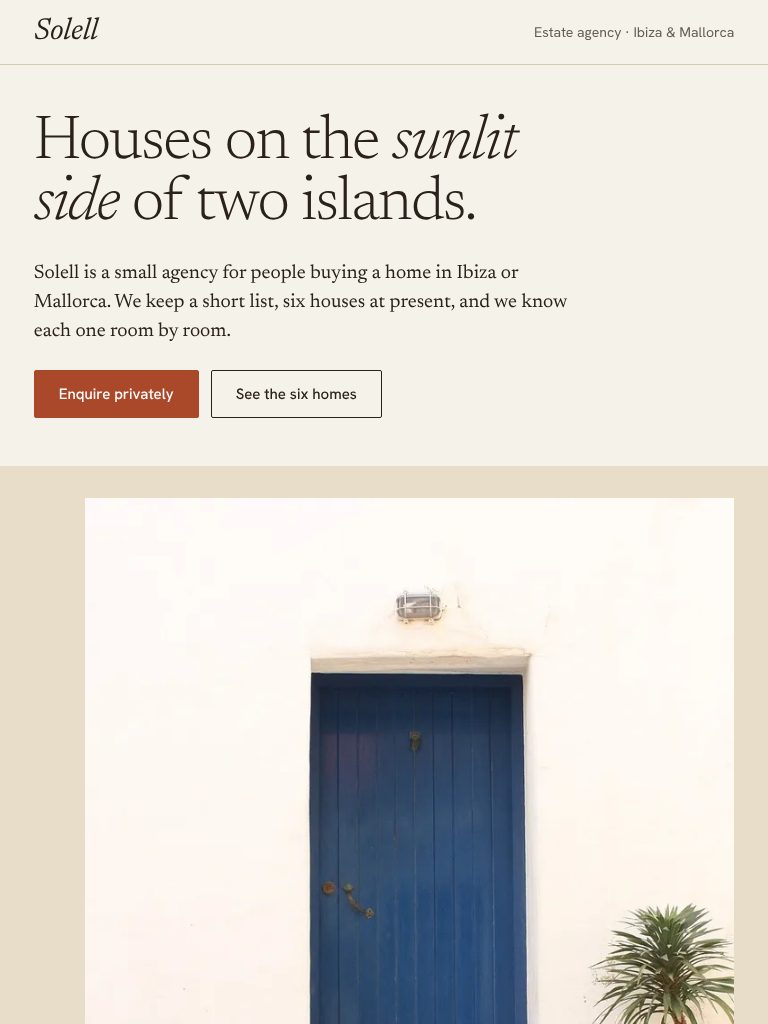 Solell
Estate agency · Ibiza & Mallorca
Houses on the sunlit
side of two islands.
Solell is a small agency for people buying a home in Ibiza or
Mallorca. We keep a short list, six houses at present, and we know
each one room by room.
Enquire privately
See the six homes